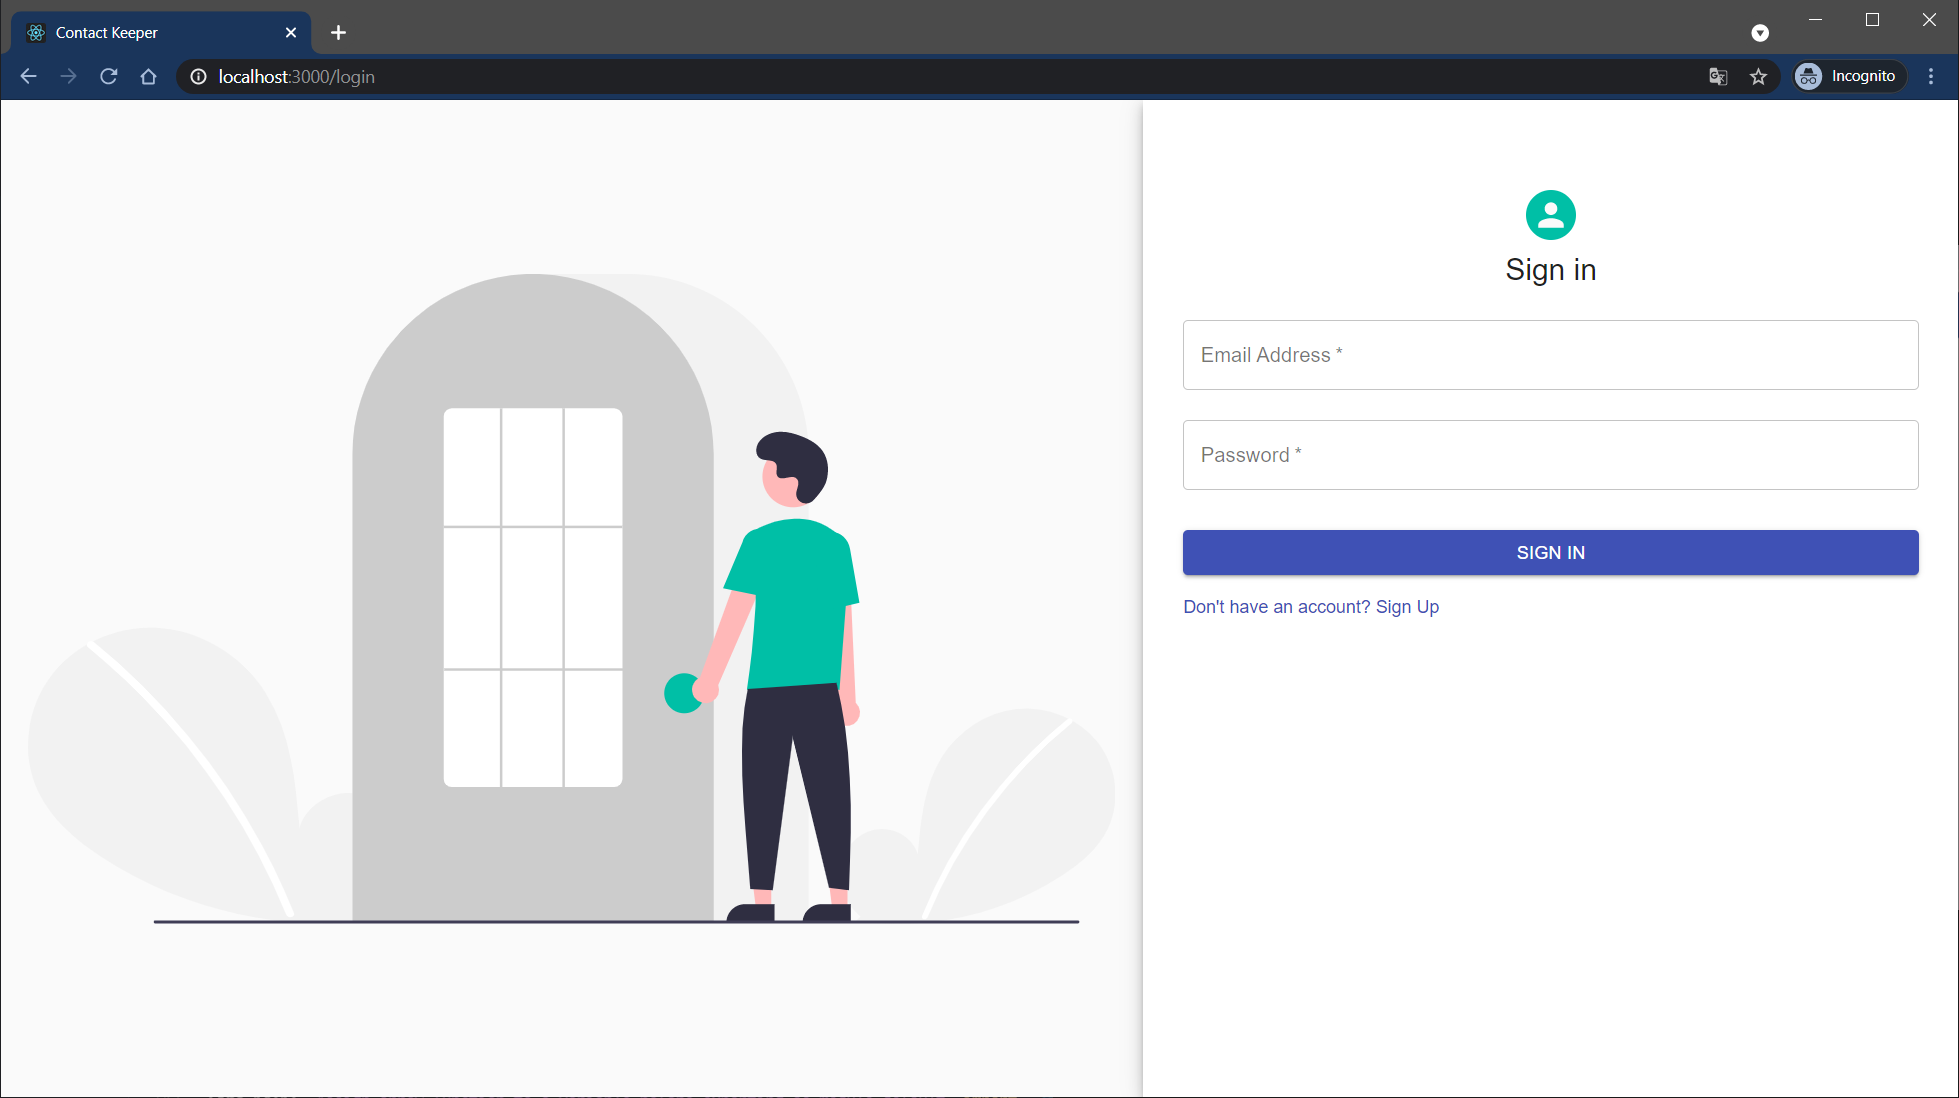 Contact Keeper
localhost:3000/login
Incognito
Sign in
Email Address *
Password *
SIGN IN
Don't have an account? Sign Up